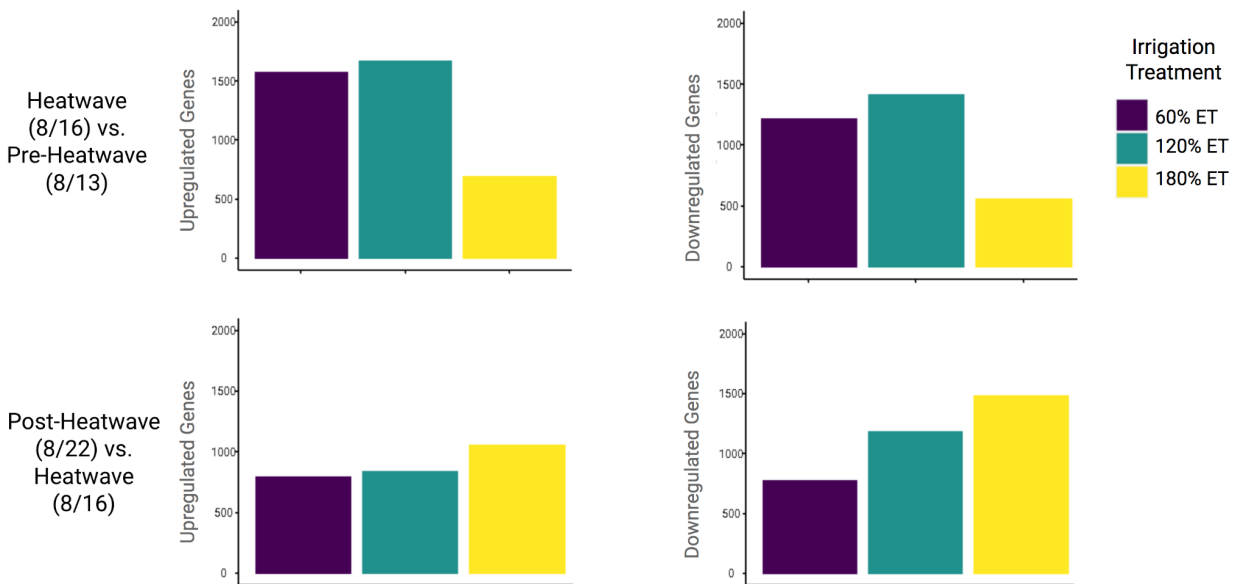 Heatwave
(8/16) vs.
Pre-Heatwave
(8/13)
Upregulated Genes
2000
1500
1000
500
0
Downregulated Genes
2000
1500
1000
500
0
Irrigation
Treatment
60% ET
120% ET
180% ET
Post-Heatwave
(8/22) vs.
Heatwave
(8/16)
Upregulated Genes
2000
1500
1000
500
0
Downregulated Genes
2000
1500
1000
500
0